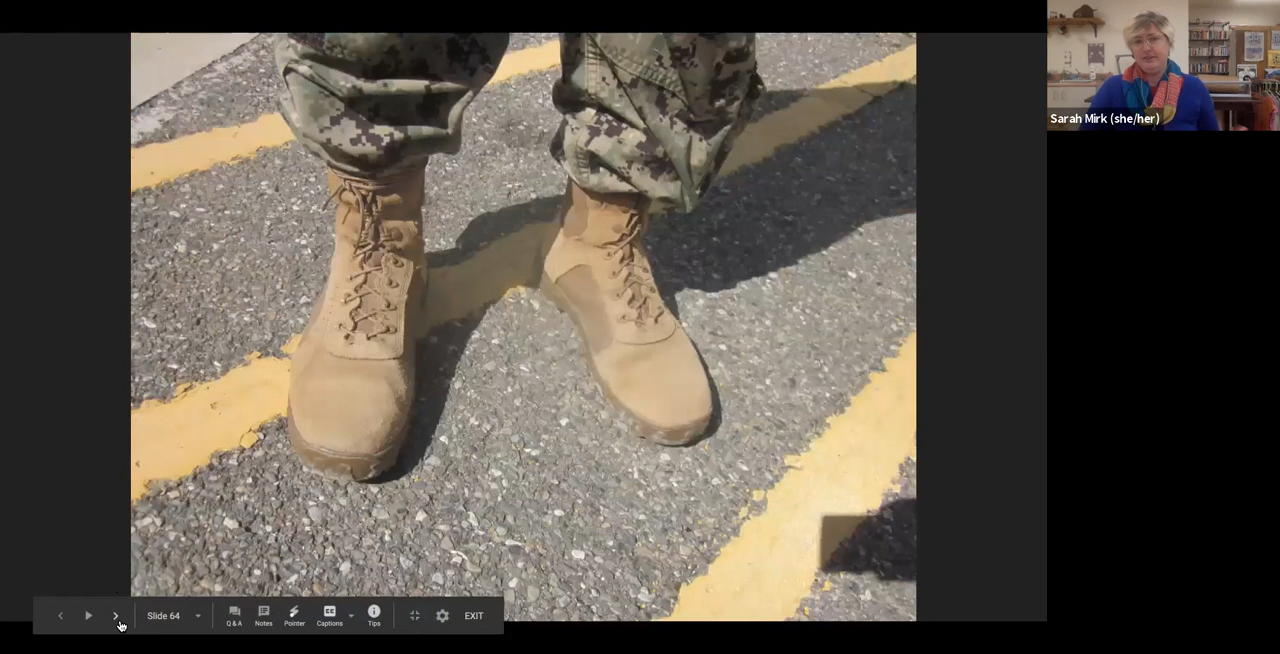 Sarah Mirk (she/her)
Slide 64
Q & A
Notes
Pointer
Captions
Tips
EXIT